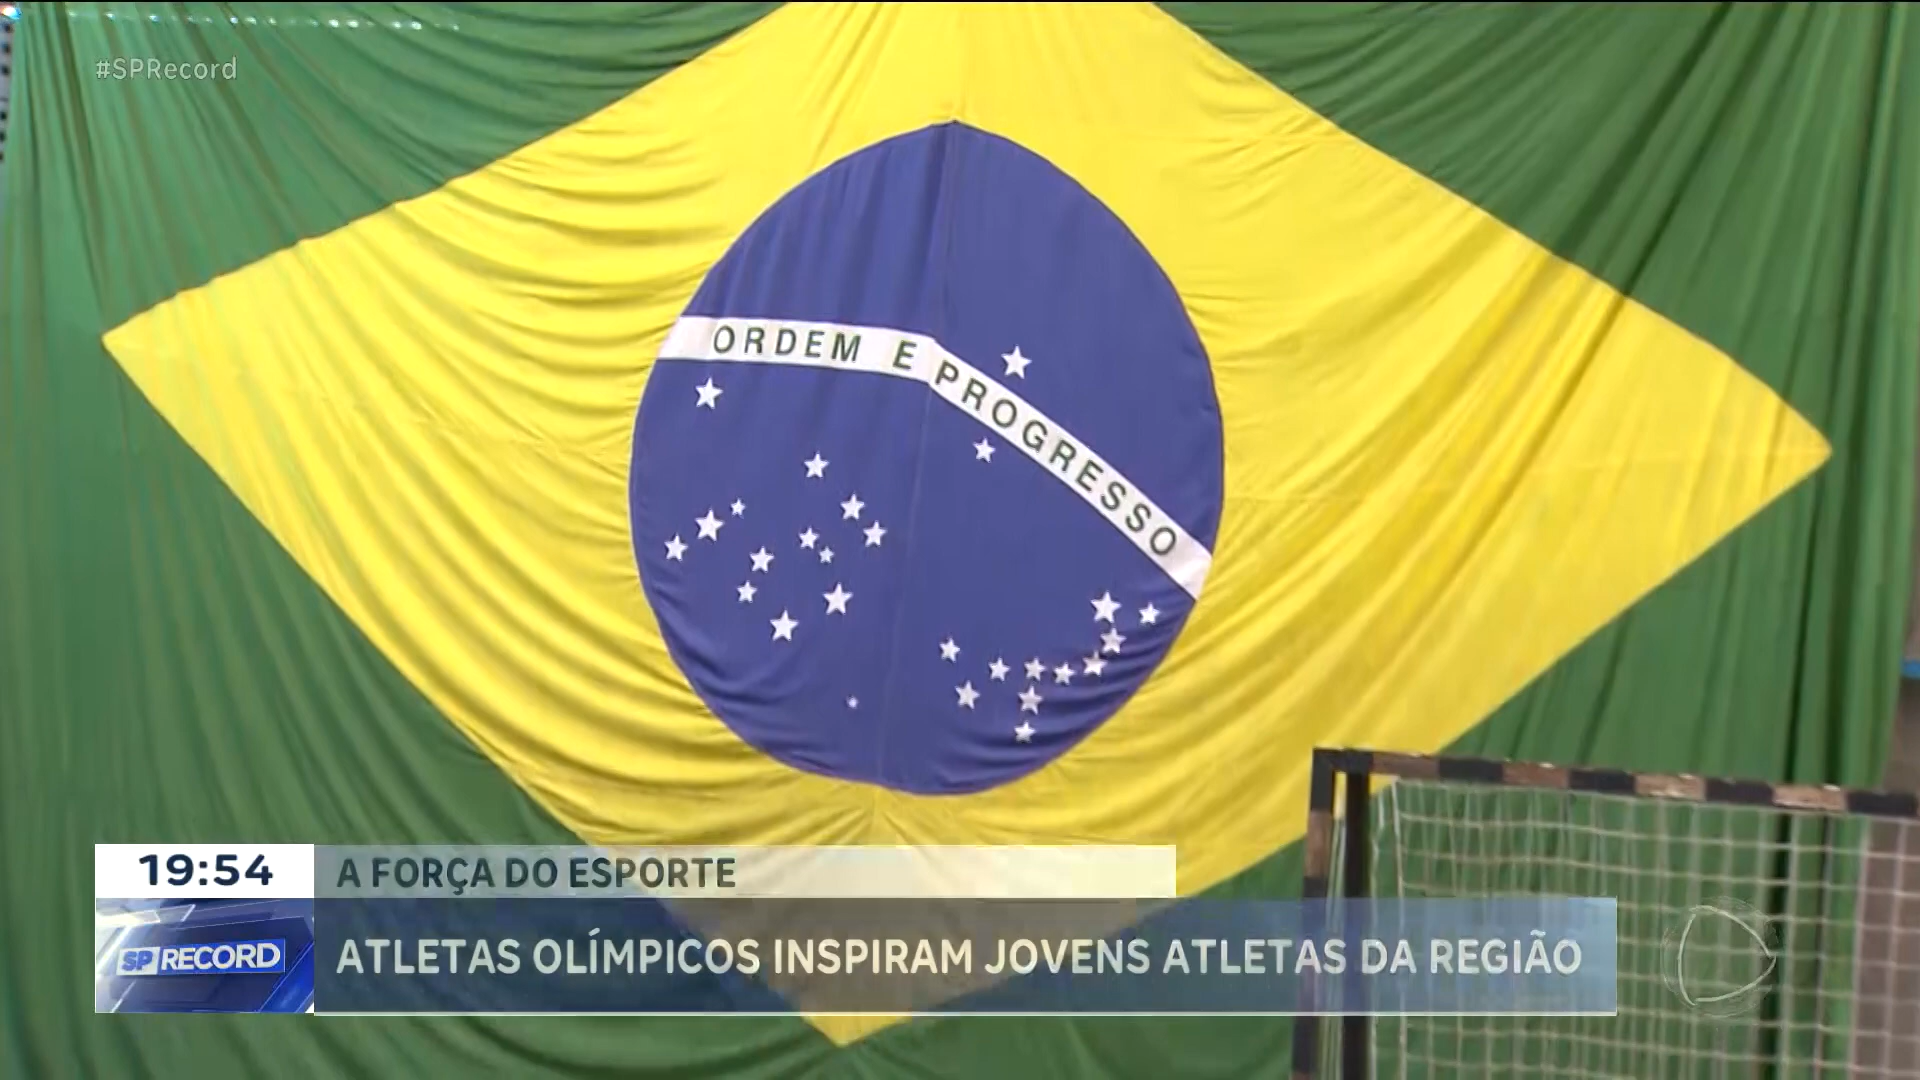 #SPRecord
ORDEM E PROGRESSO
19:54
A FORÇA DO ESPORTE
SP RECORD
ATLETAS OLÍMPICOS INSPIRAM JOVENS ATLETAS DA REGIÃO